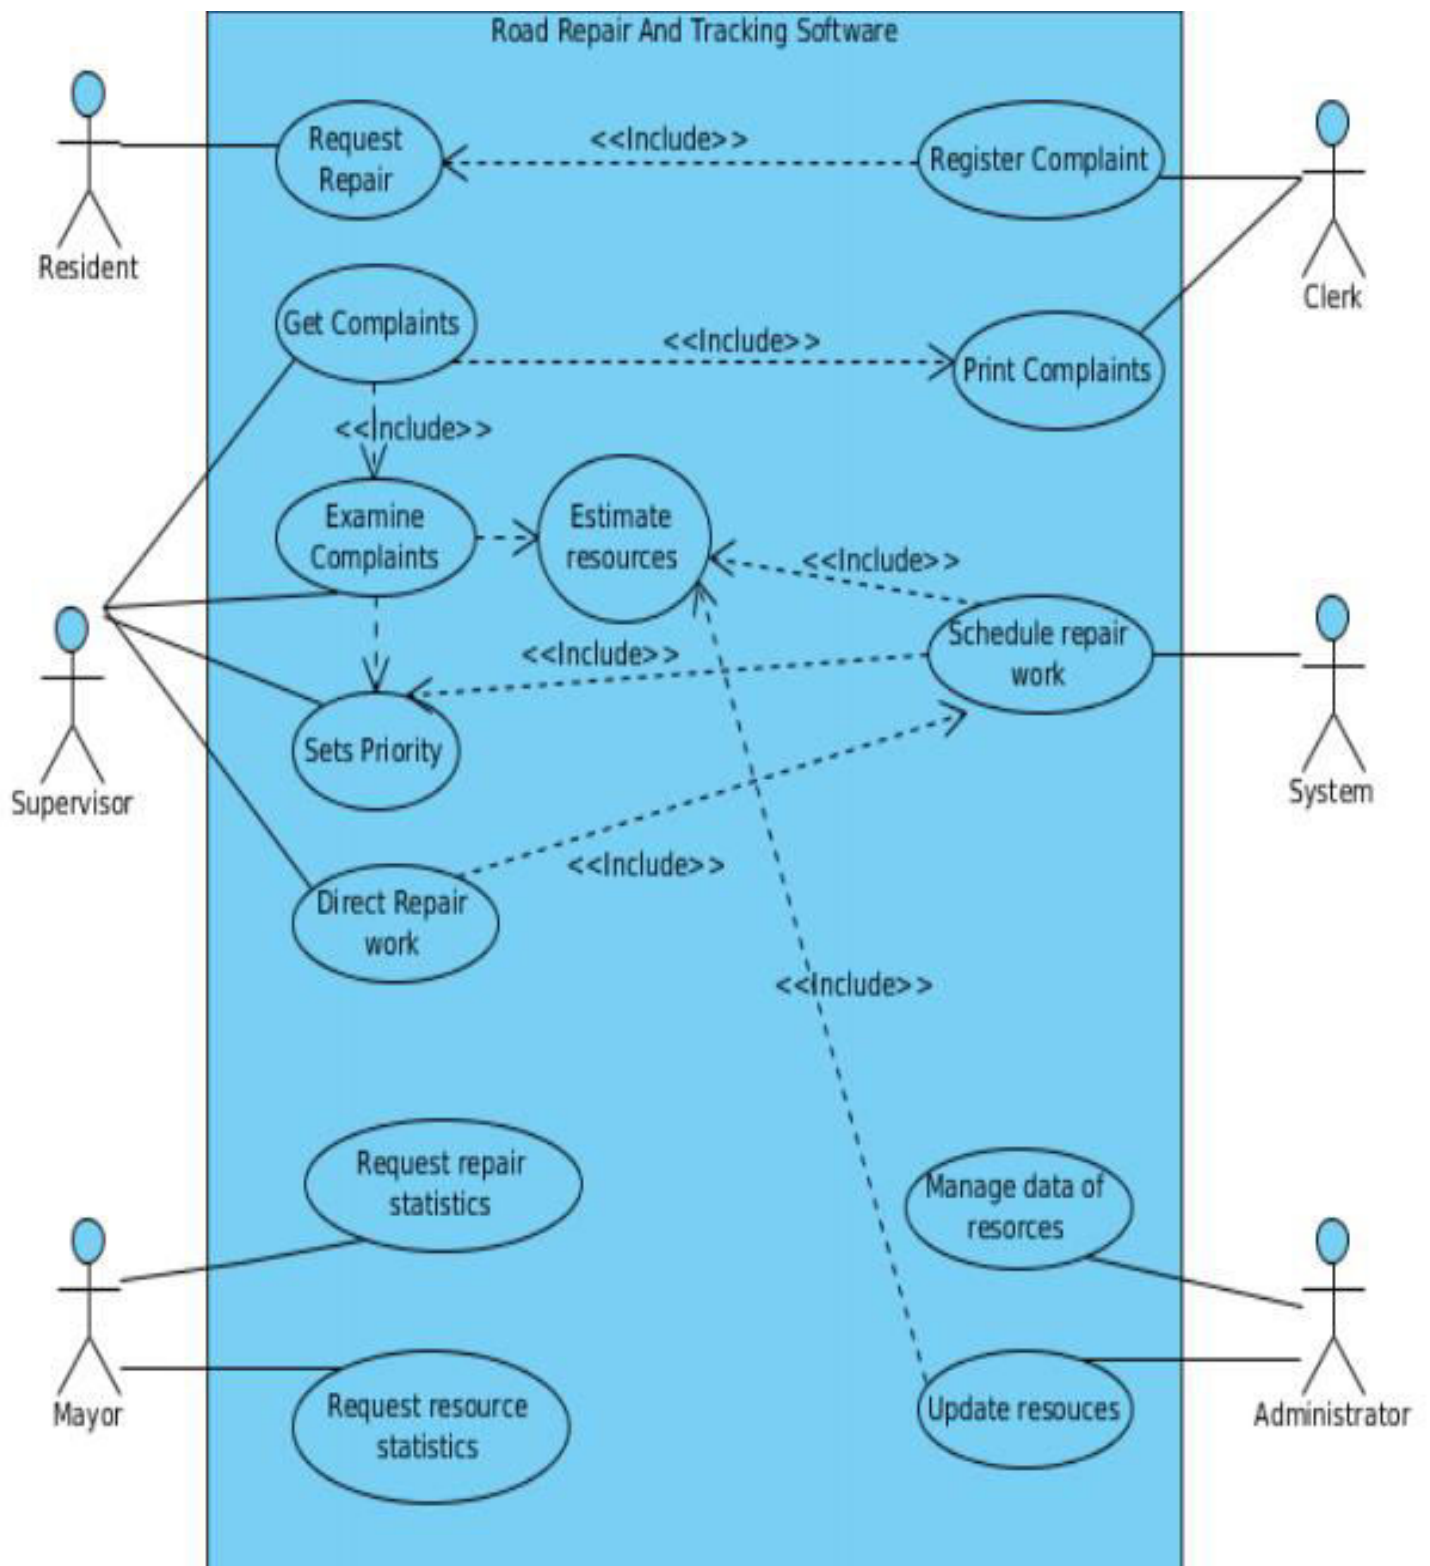 Road Repair And Tracking Software
Request
Repair
<<Include>>
Register Complaint
Resident
Clerk
Get Complaints
<<Include>>
Print Complaints
<<Include>>
Examine
Complaints
Estimate
resources
<<Include>>
Schedule repair
work
<<Include>>
Sets Priority
Supervisor
System
<<Include>>
Direct Repair
work
<<Include>>
Request repair
statistics
Manage data of
resorces
Mayor
Request resource
statistics
Update resouces
Administrator